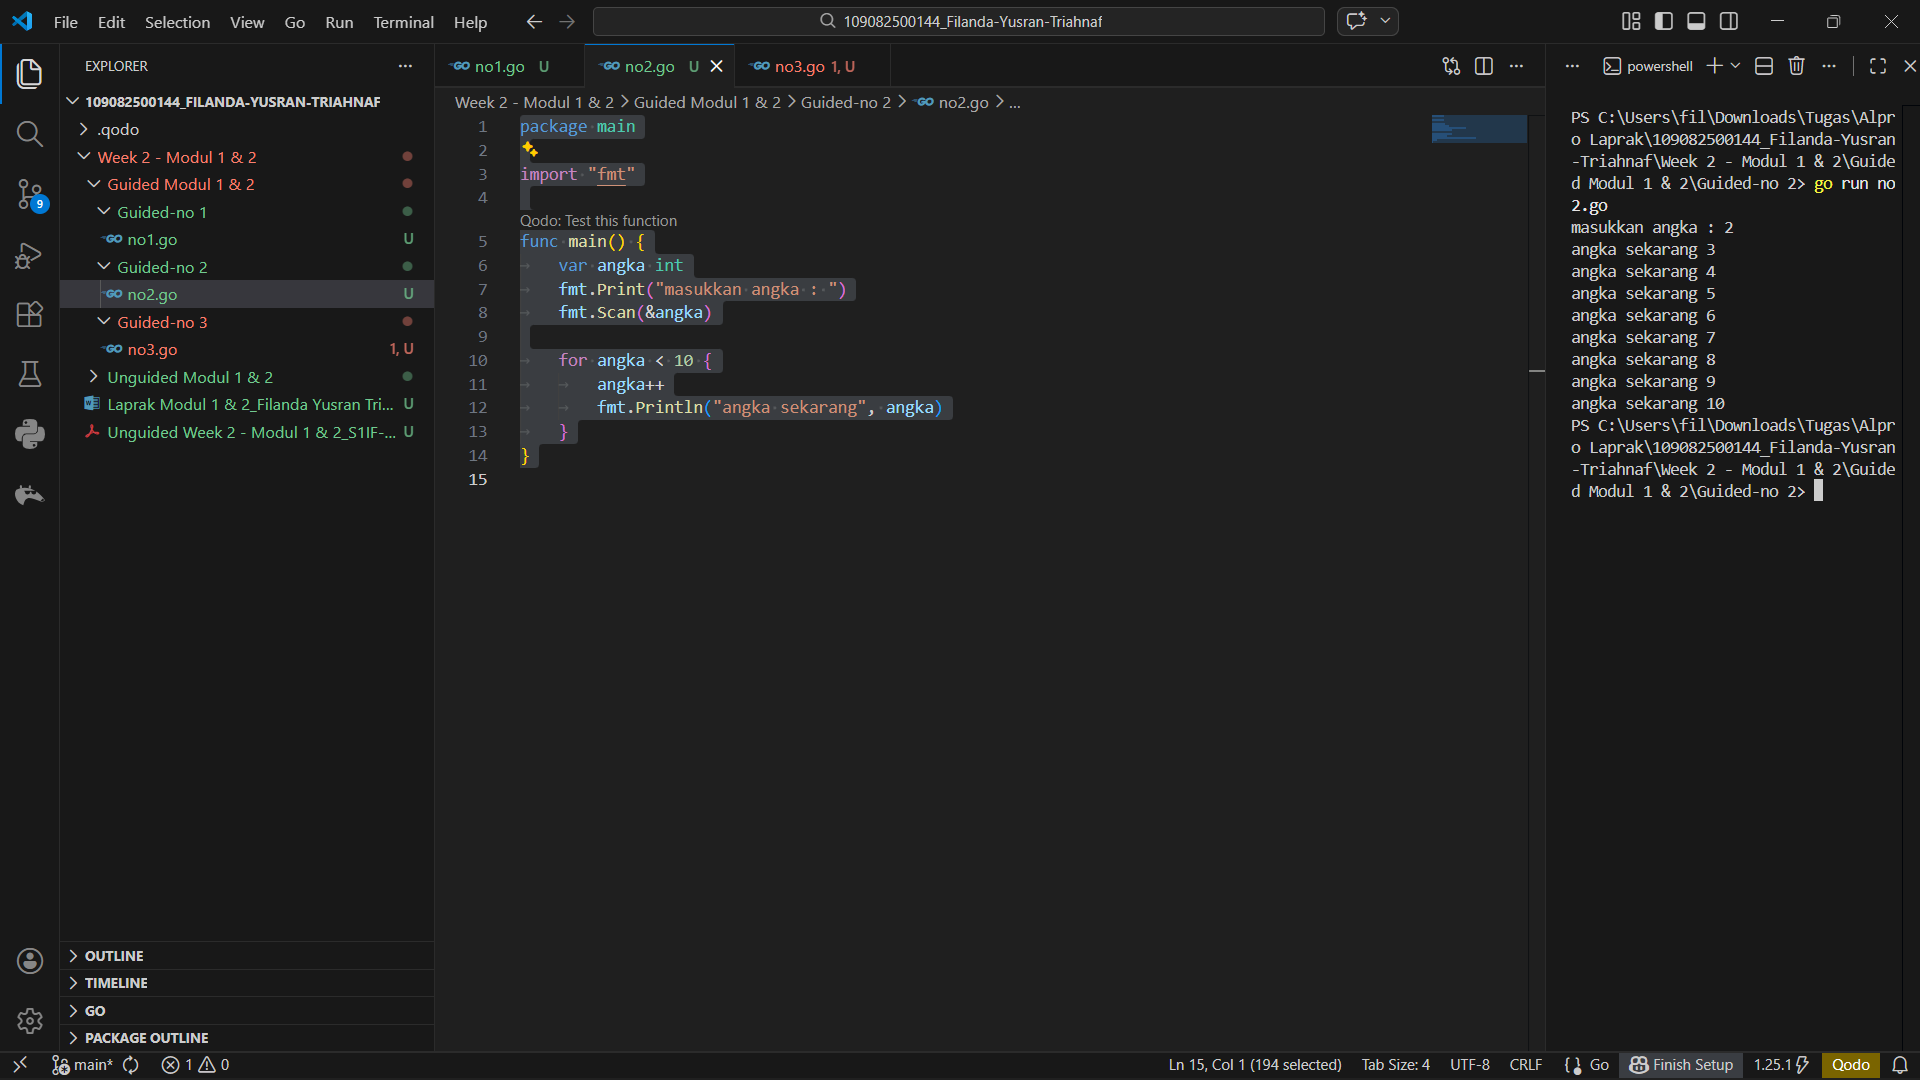 File Edit Selection View Go Run Terminal Help
109082500144_Filanda-Yusran-Triahnaf
EXPLORER
109082500144_FILANDA-YUSRAN-TRIAHNAF
.qodo
Week 2 - Modul 1 & 2
Guided Modul 1 & 2
Guided-no 1
no1.go U
Guided-no 2
no2.go U
Guided-no 3
no3.go 1, U
Unguided Modul 1 & 2
Laprak Modul 1 & 2_Filanda Yusran Tri... U
Unguided Week 2 - Modul 1 & 2_S1IF-... U
9
OUTLINE
TIMELINE
GO
PACKAGE OUTLINE
no1.go U
no2.go U
no3.go 1, U
Week 2 - Modul 1 & 2 > Guided Modul 1 & 2 > Guided-no 2 > no2.go > ...
1 package main
2
3 import "fmt"
4
Qodo: Test this function
5 func main() {
6 var angka int
7 fmt.Print("masukkan angka : ")
8 fmt.Scan(&angka)
9
10 for angka < 10 {
11 angka++
12 fmt.Println("angka sekarang", angka)
13 }
14 }
15
powershell
PS C:\Users\fil\Downloads\Tugas\Alpr
o Laprak\109082500144_Filanda-Yusran
-Triahnaf\Week 2 - Modul 1 & 2\Guide
d Modul 1 & 2\Guided-no 2> go run no
2.go
masukkan angka : 2
angka sekarang 3
angka sekarang 4
angka sekarang 5
angka sekarang 6
angka sekarang 7
angka sekarang 8
angka sekarang 9
angka sekarang 10
PS C:\Users\fil\Downloads\Tugas\Alpr
o Laprak\109082500144_Filanda-Yusran
-Triahnaf\Week 2 - Modul 1 & 2\Guide
d Modul 1 & 2\Guided-no 2>
main* 1 0
Ln 15, Col 1 (194 selected) Tab Size: 4 UTF-8 CRLF { } Go Finish Setup 1.25.1 Qodo